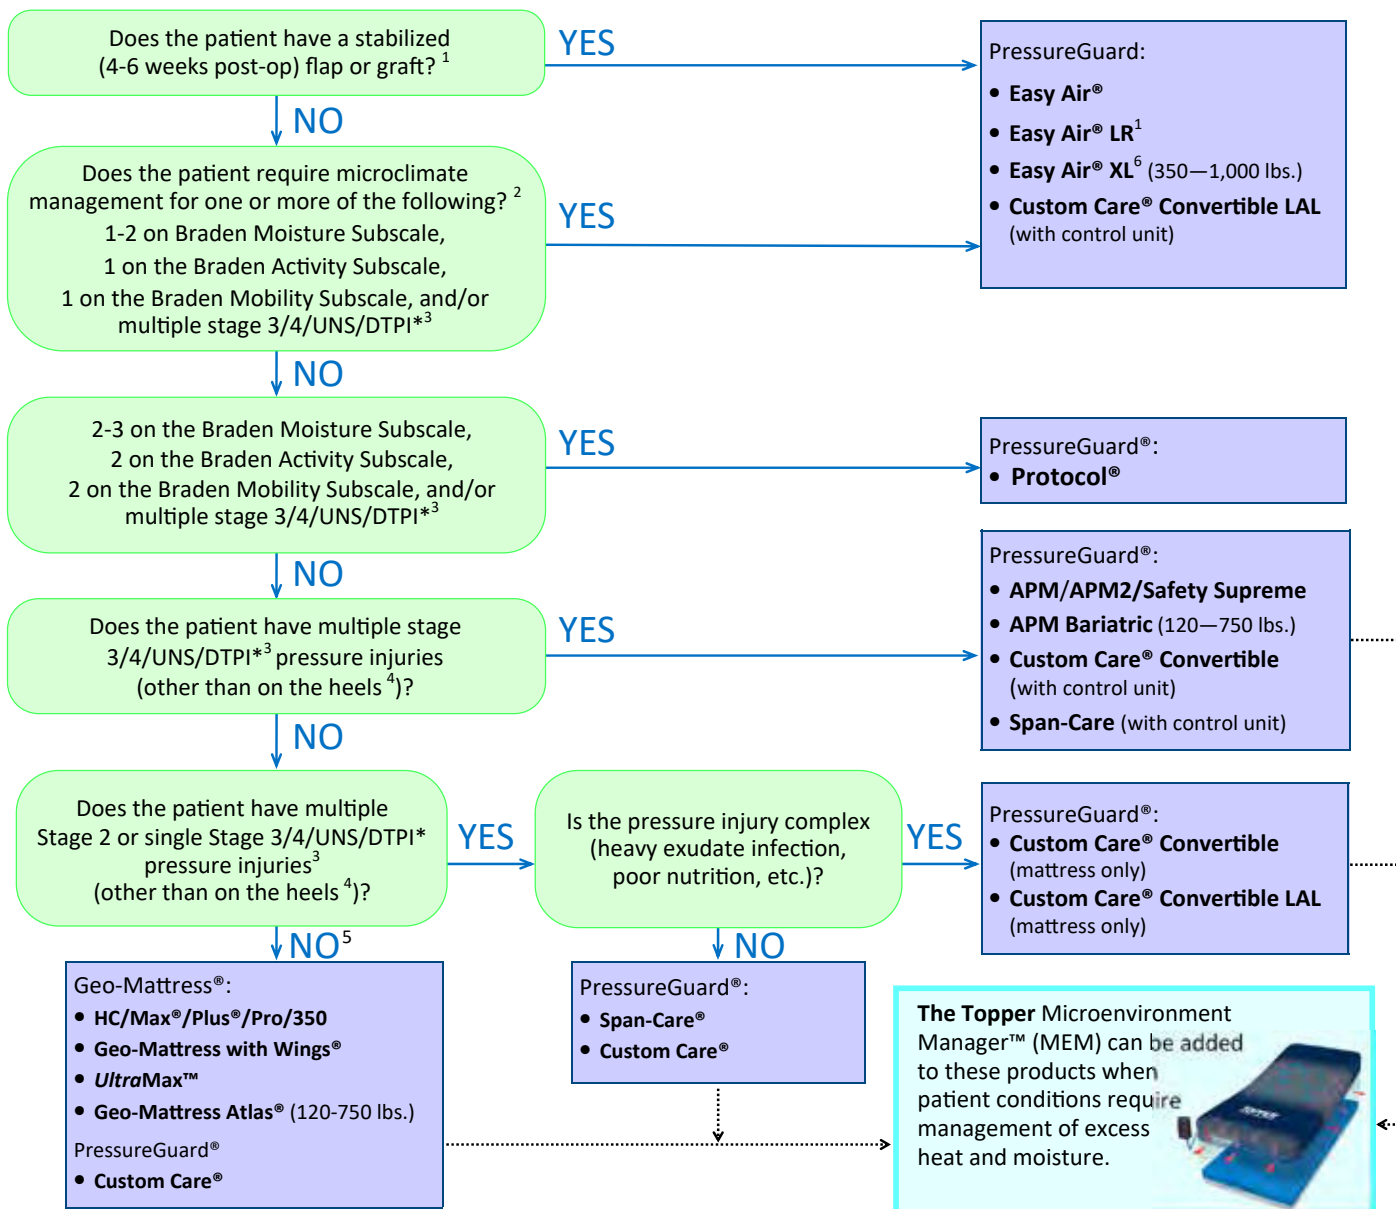 Does the patient have a stabilized
(4-6 weeks post-op) flap or graft? 1
YES
NO
PressureGuard:
• Easy Air®
• Easy Air® LR1
• Easy Air® XL6 (350—1,000 lbs.)
• Custom Care® Convertible LAL
(with control unit)
Does the patient require microclimate
management for one or more of the following? 2
1-2 on Braden Moisture Subscale,
1 on the Braden Activity Subscale,
1 on the Braden Mobility Subscale, and/or
multiple stage 3/4/UNS/DTPI*3
YES
NO
2-3 on the Braden Moisture Subscale,
2 on the Braden Activity Subscale,
2 on the Braden Mobility Subscale, and/or
multiple stage 3/4/UNS/DTPI*3
YES
NO
PressureGuard®:
• Protocol®
Does the patient have multiple stage
3/4/UNS/DTPI*3 pressure injuries
(other than on the heels 4)?
YES
NO
PressureGuard®:
• APM/APM2/Safety Supreme
• APM Bariatric (120—750 lbs.)
• Custom Care® Convertible
(with control unit)
• Span-Care (with control unit)
Does the patient have multiple
Stage 2 or single Stage 3/4/UNS/DTPI*
pressure injuries3
(other than on the heels 4)?
YES
NO5
Is the pressure injury complex
(heavy exudate infection,
poor nutrition, etc.)?
YES
NO
PressureGuard®:
• Custom Care® Convertible
(mattress only)
• Custom Care® Convertible LAL
(mattress only)
Geo-Mattress®:
• HC/Max®/Plus®/Pro/350
• Geo-Mattress with Wings®
• UltraMax™
• Geo-Mattress Atlas® (120-750 lbs.)
PressureGuard®
• Custom Care®
PressureGuard®:
• Span-Care®
• Custom Care®
The Topper Microenvironment
Manager™ (MEM) can be added
to these products when
patient conditions require
management of excess
heat and moisture.
TOPPER